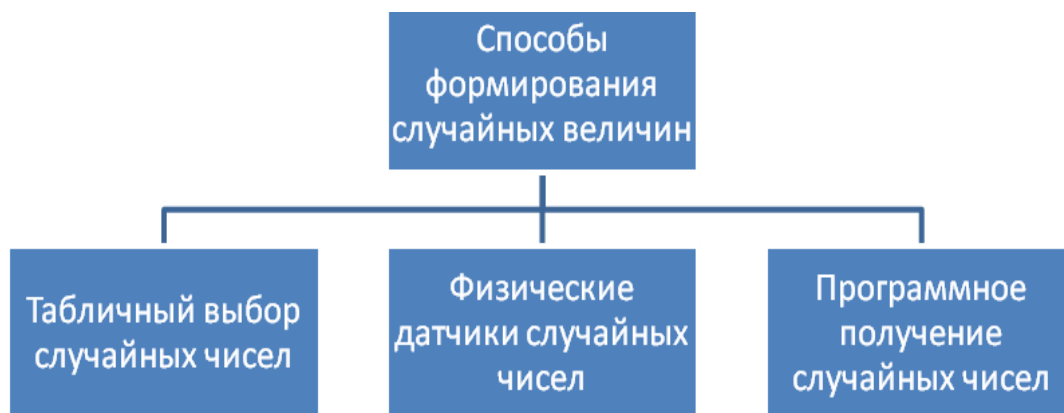 Способы
формирования
случайных величин
Табличный выбор
случайных чисел
Физические
датчики случайных
чисел
Программное
получение
случайных чисел